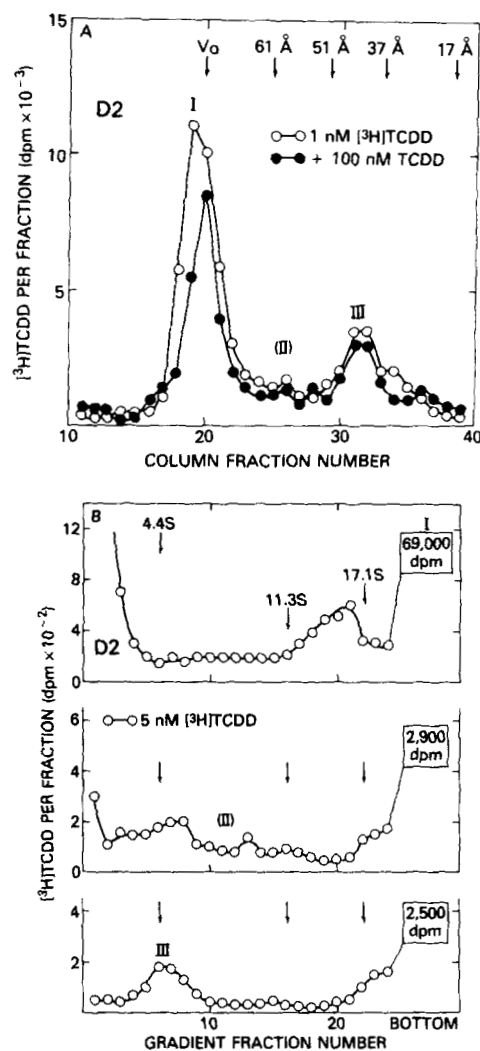 A
15
10
5
[³H]TCDD PER FRACTION (dpm × 10⁻³)
Vo 61 Å 51 Å 37 Å 17 Å
D2
I
1 nM [³H]TCDD
+ 100 nM TCDD
(II)
III
10 20 30 40
COLUMN FRACTION NUMBER
B
12
8
4
4.4S
11.3S
17.1S
I
69,000 dpm
D2
[³H]TCDD PER FRACTION (dpm × 10⁻²)
6
4
2
5 nM [³H]TCDD
(II)
2,900 dpm
4
2
III
2,500 dpm
10 20 BOTTOM
GRADIENT FRACTION NUMBER